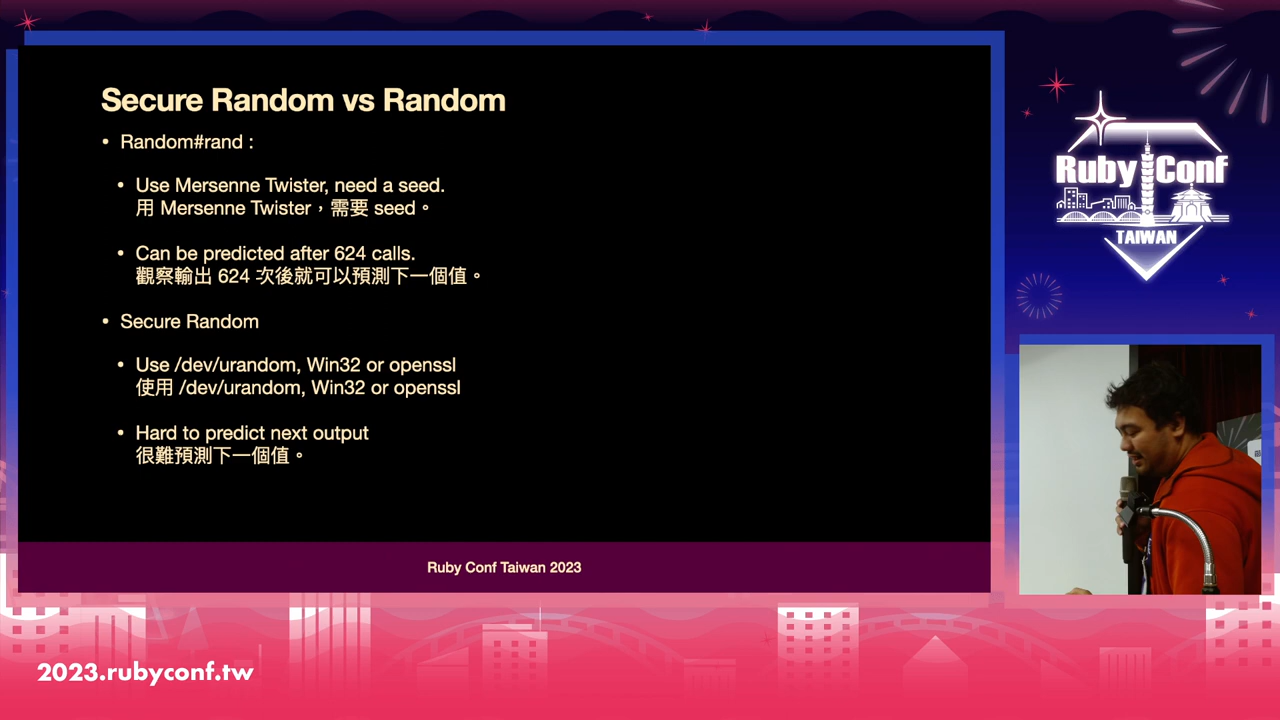 Secure Random vs Random
• Random#rand :
• Use Mersenne Twister, need a seed.
用 Mersenne Twister，需要 seed。
• Can be predicted after 624 calls.
觀察輸出 624 次後就可以預測下一個值。
• Secure Random
• Use /dev/urandom, Win32 or openssl
使用 /dev/urandom, Win32 or openssl
• Hard to predict next output
很難預測下一個值。
Ruby Conf Taiwan 2023
Ruby Conf
TAIWAN
2023.rubyconf.tw